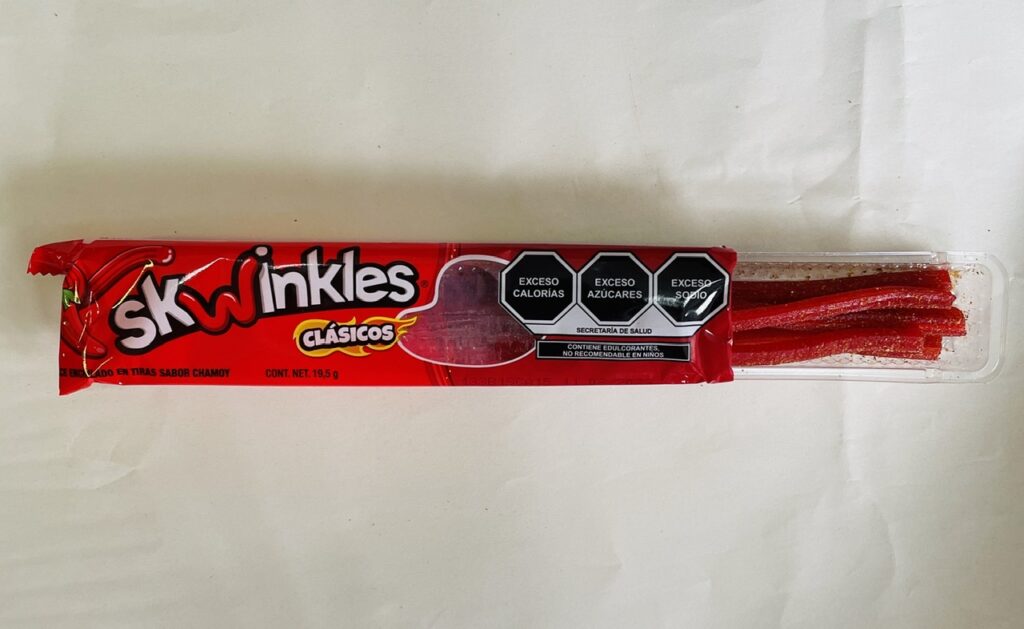 skwinkles
CLÁSICOS
EN TIRAS SABOR CHAMOY
CONT. NET. 19,5 g
EXCESO
CALORÍAS
EXCESO
AZÚCARES
EXCESO
SODIO
SECRETARÍA DE SALUD
CONTIENE EDULCORANTES,
NO RECOMENDABLE EN NIÑOS